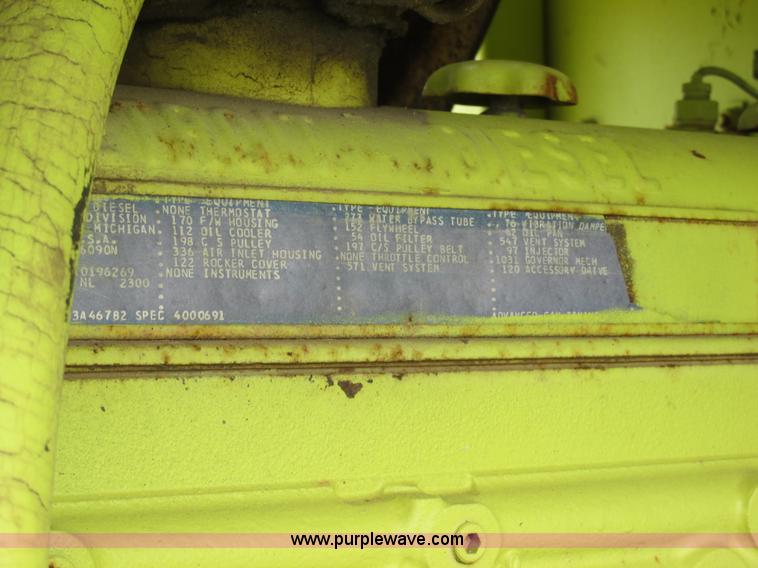 DIESEL
DIVISION
MICHIGAN
S.A.
6090N
0196269
NL 2300
3A46782 SPEC 4000691
TYPE EQUIPMENT
NONE THERMOSTAT
170 F/W HOUSING
112 OIL COOLER
198 C S PULLEY
336 AIR INLET HOUSING
122 ROCKER COVER
NONE INSTRUMENTS
TYPE EQUIPMENT
273 WATER BYPASS TUBE
152 FLYWHEEL
54 OIL FILTER
197 C/S PULLEY BELT
NONE THROTTLE CONTROL
571 VENT SYSTEM
TYPE EQUIPMENT
VIBRATION DAMPE
OIL PAN
547 VENT SYSTEM
97 INJECTOR
1031 GOVERNOR MECH
120 ACCESSORY DRIVE
www.purplewave.com